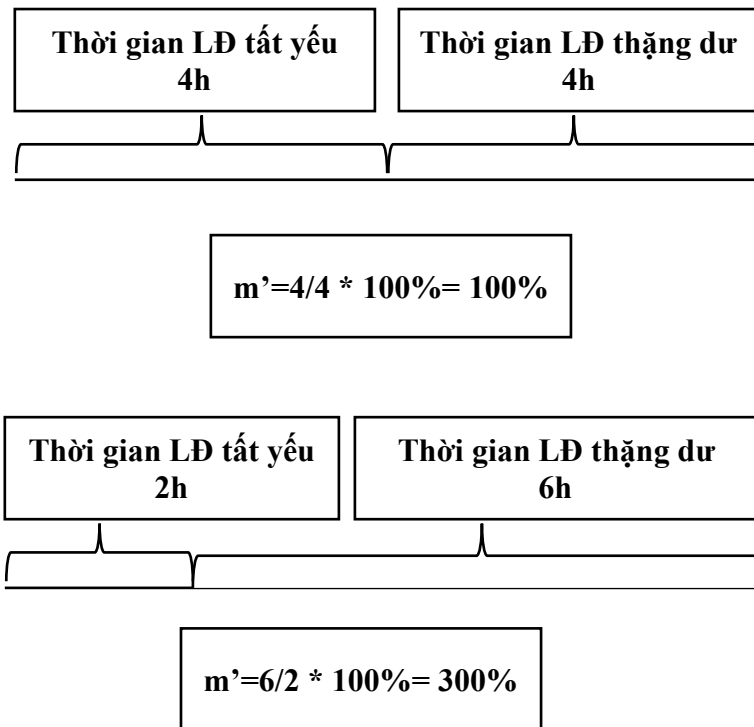 Thời gian LĐ tất yếu
4h
Thời gian LĐ thặng dư
4h
m’=4/4 * 100%= 100%
Thời gian LĐ tất yếu
2h
Thời gian LĐ thặng dư
6h
m’=6/2 * 100%= 300%